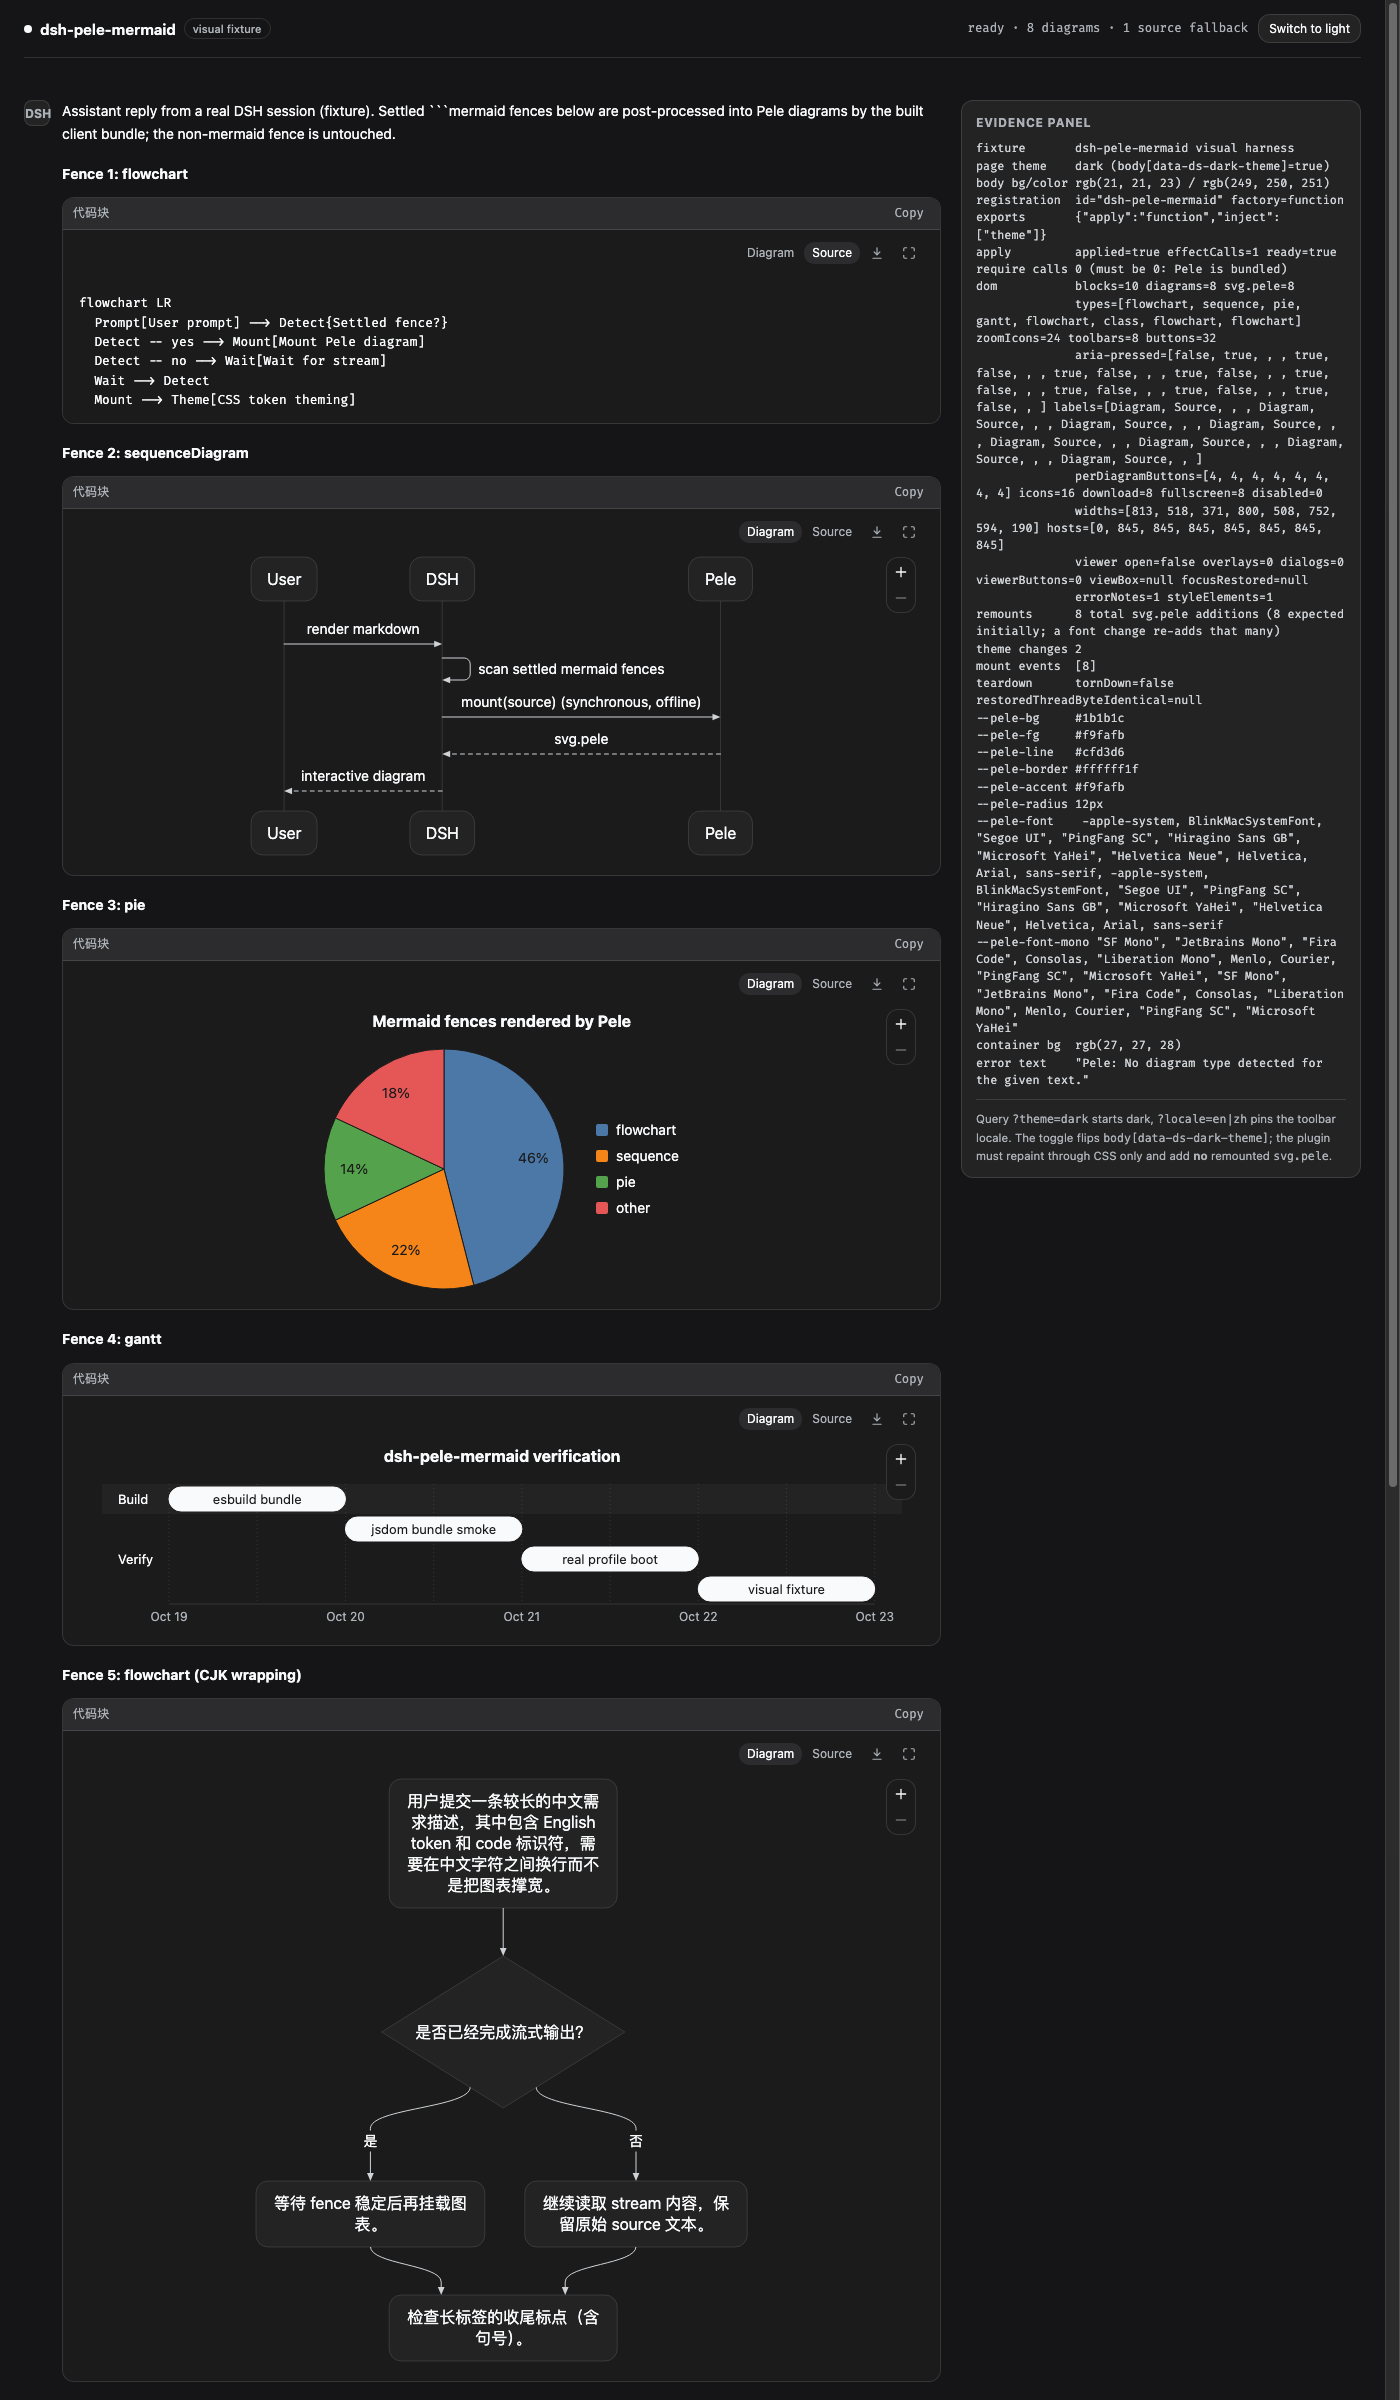 dsh-pele-mermaid
visual fixture
ready · 8 diagrams · 1 source fallback
Switch to light
DSH
Assistant reply from a real DSH session (fixture). Settled ```mermaid fences below are post-processed into Pele diagrams by the built
client bundle; the non-mermaid fence is untouched.
Fence 1: flowchart
代码块
Copy
Diagram
Source
flowchart LR
Prompt[User prompt] --> Detect{Settled fence?}
Detect -- yes --> Mount[Mount Pele diagram]
Detect -- no --> Wait[Wait for stream]
Wait --> Detect
Mount --> Theme[CSS token theming]
Fence 2: sequenceDiagram
代码块
Copy
Diagram
Source
User
DSH
Pele
+
−
render markdown
scan settled mermaid fences
mount(source) (synchronous, offline)
svg.pele
interactive diagram
User
DSH
Pele
Fence 3: pie
代码块
Copy
Diagram
Source
Mermaid fences rendered by Pele
+
−
18%
46%
14%
22%
flowchart
sequence
pie
other
Fence 4: gantt
代码块
Copy
Diagram
Source
dsh-pele-mermaid verification
+
−
Build
esbuild bundle
jsdom bundle smoke
Verify
real profile boot
visual fixture
Oct 19
Oct 20
Oct 21
Oct 22
Oct 23
Fence 5: flowchart (CJK wrapping)
代码块
Copy
Diagram
Source
+
−
用户提交一条较长的中文需
求描述，其中包含 English
token 和 code 标识符，需
要在中文字符之间换行而不
是把图表撑宽。
是否已经完成流式输出？
是
否
等待 fence 稳定后再挂载图
表。
继续读取 stream 内容，保
留原始 source 文本。
检查长标签的收尾标点（含
句号）。
EVIDENCE PANEL
fixture dsh-pele-mermaid visual harness
page theme dark (body[data-ds-dark-theme]=true)
body bg/color rgb(21, 21, 23) / rgb(249, 250, 251)
registration id="dsh-pele-mermaid" factory=function
exports {"apply":"function","inject":
["theme"]}
apply applied=true effectCalls=1 ready=true
require calls 0 (must be 0: Pele is bundled)
dom blocks=10 diagrams=8 svg.pele=8
types=[flowchart, sequence, pie,
gantt, flowchart, class, flowchart, flowchart]
zoomIcons=24 toolbars=8 buttons=32
aria-pressed=[false, true, , , true,
false, , , true, false, , , true, false, , , true,
false, , , true, false, , , true, false, , , true,
false, , ] labels=[Diagram, Source, , , Diagram,
Source, , , Diagram, Source, , , Diagram, Source, ,
, Diagram, Source, , , Diagram, Source, , , Diagram,
Source, , , Diagram, Source, , ]
perDiagramButtons=[4, 4, 4, 4, 4, 4,
4, 4] icons=16 download=8 fullscreen=8 disabled=0
widths=[813, 518, 371, 800, 508, 752,
594, 190] hosts=[0, 845, 845, 845, 845, 845, 845,
845]
viewer open=false overlays=0 dialogs=0
viewerButtons=0 viewBox=null focusRestored=null
errorNotes=1 styleElements=1
remounts 8 total svg.pele additions (8 expected
initially; a font change re-adds that many)
theme changes 2
mount events [8]
teardown tornDown=false
restoredThreadByteIdentical=null
--pele-bg #1b1b1c
--pele-fg #f9fafb
--pele-line #cfd3d6
--pele-border #ffffff1f
--pele-accent #f9fafb
--pele-radius 12px
--pele-font -apple-system, BlinkMacSystemFont,
"Segoe UI", "PingFang SC", "Hiragino Sans GB",
"Microsoft YaHei", "Helvetica Neue", Helvetica,
Arial, sans-serif, -apple-system,
BlinkMacSystemFont, "Segoe UI", "PingFang SC",
"Hiragino Sans GB", "Microsoft YaHei", "Helvetica
Neue", Helvetica, Arial, sans-serif
--pele-font-mono "SF Mono", "JetBrains Mono", "Fira
Code", Consolas, "Liberation Mono", Menlo, Courier,
"PingFang SC", "Microsoft YaHei", "SF Mono",
"JetBrains Mono", "Fira Code", Consolas, "Liberation
Mono", Menlo, Courier, "PingFang SC", "Microsoft
YaHei"
container bg rgb(27, 27, 28)
error text "Pele: No diagram type detected for
the given text."
Query ?theme=dark starts dark, ?locale=en|zh pins the toolbar
locale. The toggle flips body[data-ds-dark-theme]; the plugin
must repaint through CSS only and add no remounted svg.pele.